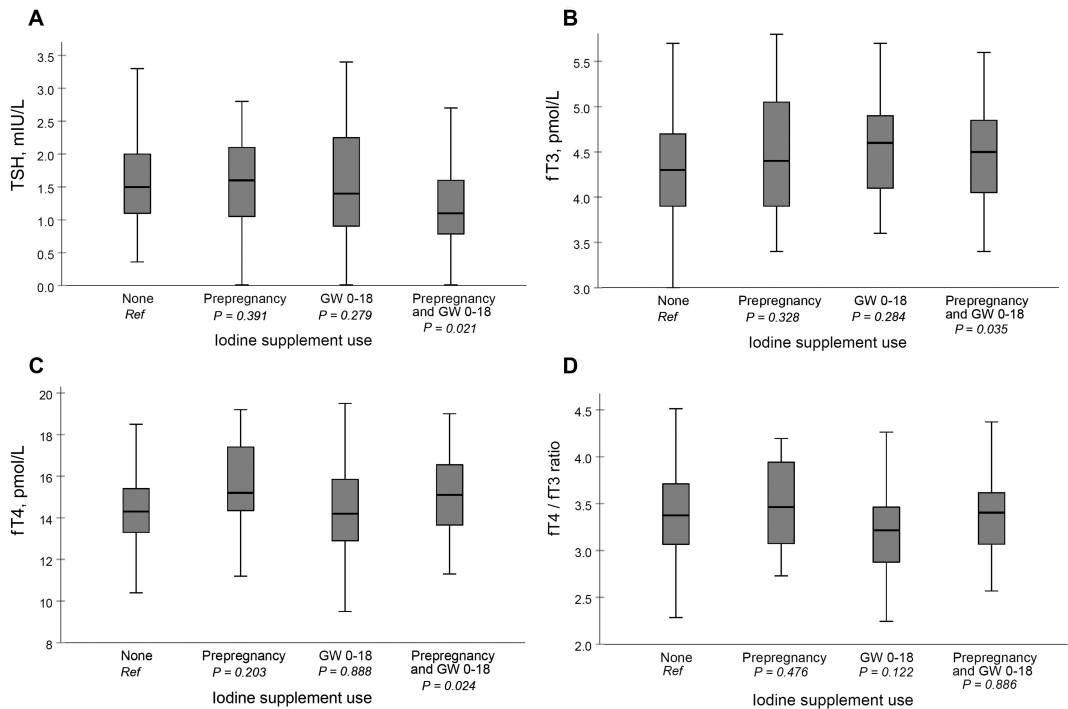 A
TSH, mIU/L
3.5
3.0
2.5
2.0
1.5
1.0
0.5
0.0
None
Ref
Prepregnancy
P = 0.391
GW 0-18
P = 0.279
Prepregnancy
and GW 0-18
P = 0.021
Iodine supplement use
B
fT3, pmol/L
5.5
5.0
4.5
4.0
3.5
3.0
None
Ref
Prepregnancy
P = 0.328
GW 0-18
P = 0.284
Prepregnancy
and GW 0-18
P = 0.035
Iodine supplement use
C
fT4, pmol/L
20
18
16
14
12
10
8
None
Ref
Prepregnancy
P = 0.203
GW 0-18
P = 0.888
Prepregnancy
and GW 0-18
P = 0.024
Iodine supplement use
D
fT4 / fT3 ratio
4.5
4.0
3.5
3.0
2.5
2.0
None
Ref
Prepregnancy
P = 0.476
GW 0-18
P = 0.122
Prepregnancy
and GW 0-18
P = 0.886
Iodine supplement use